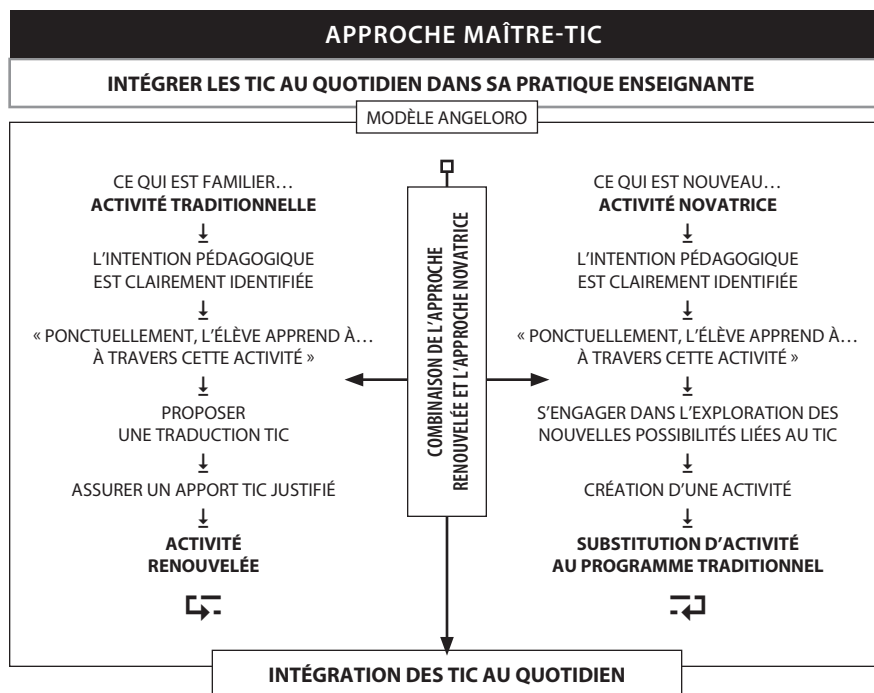 APPROCHE MAÎTRE-TIC
INTÉGRER LES TIC AU QUOTIDIEN DANS SA PRATIQUE ENSEIGNANTE
MODÈLE ANGELORO
CE QUI EST FAMILIER…
ACTIVITÉ TRADITIONNELLE
L’INTENTION PÉDAGOGIQUE
EST CLAIREMENT IDENTIFIÉE
« PONCTUELLEMENT, L’ÉLÈVE APPREND À…
À TRAVERS CETTE ACTIVITÉ »
PROPOSER
UNE TRADUCTION TIC
ASSURER UN APPORT TIC JUSTIFIÉ
ACTIVITÉ
RENOUVELÉE
COMBINAISON DE L’APPROCHE
RENOUVELÉE ET L’APPROCHE NOVATRICE
CE QUI EST NOUVEAU…
ACTIVITÉ NOVATRICE
L’INTENTION PÉDAGOGIQUE
EST CLAIREMENT IDENTIFIÉE
« PONCTUELLEMENT, L’ÉLÈVE APPREND À…
À TRAVERS CETTE ACTIVITÉ »
S’ENGAGER DANS L’EXPLORATION DES
NOUVELLES POSSIBILITÉS LIÉES AU TIC
CRÉATION D’UNE ACTIVITÉ
SUBSTITUTION D’ACTIVITÉ
AU PROGRAMME TRADITIONNEL
INTÉGRATION DES TIC AU QUOTIDIEN